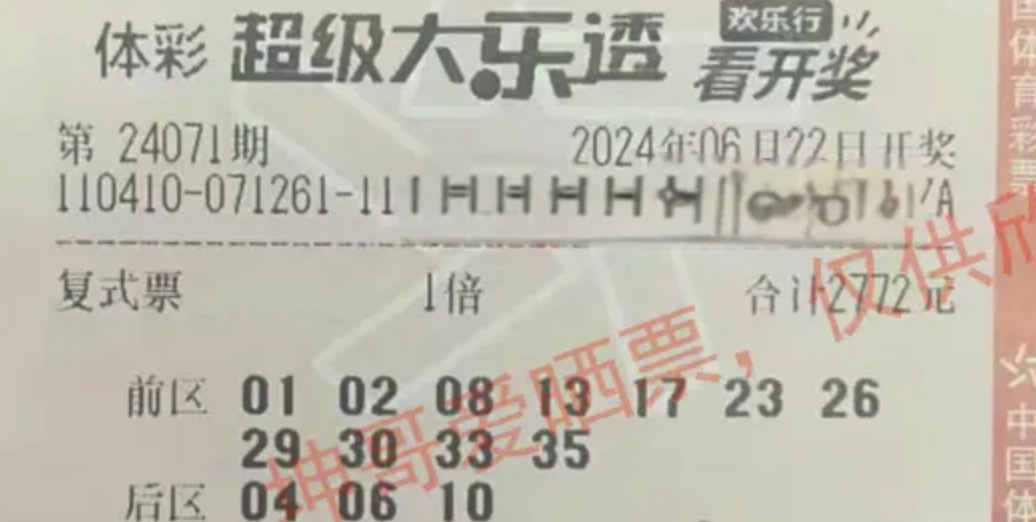 体彩 超级大乐透 欢乐行 看开奖
第 24071期 2024年06月22日开奖
110410-071261-11 /A
复式票 1倍 合计2772元
前区 01 02 08 13 17 23 26
29 30 33 35
后区 04 06 10
坤哥爱晒票，仅供欣
国体育彩票
中国体